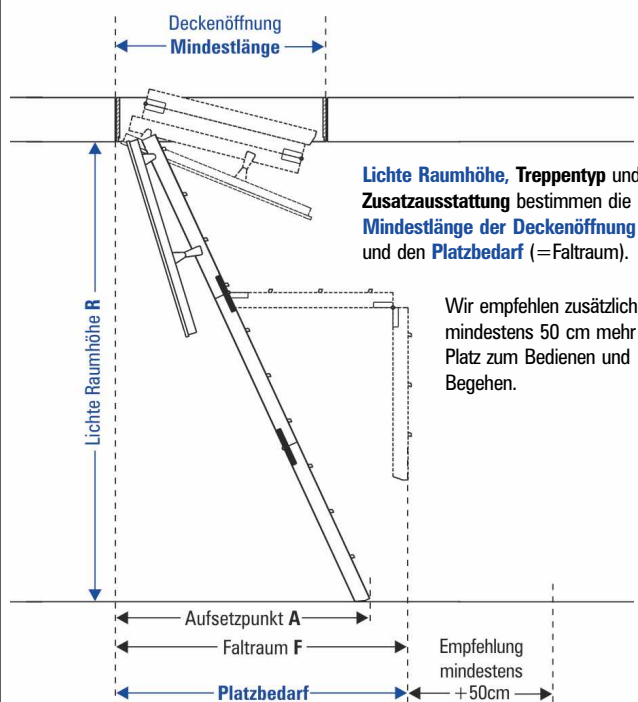 Deckenöffnung
Mindestlänge
Lichte Raumhöhe, Treppentyp und
Zusatzausstattung bestimmen die
Mindestlänge der Deckenöffnung
und den Platzbedarf (=Faltraum).
Wir empfehlen zusätzlich
mindestens 50 cm mehr
Platz zum Bedienen und
Begehen.
Lichte Raumhöhe R
Aufsetzpunkt A
Faltraum F
Platzbedarf
Empfehlung
mindestens
+50cm